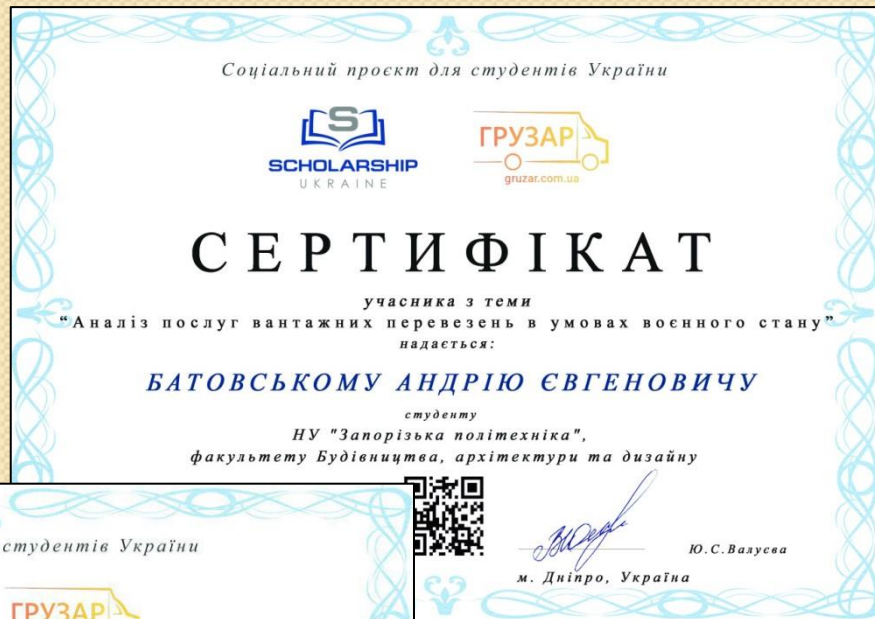 Соціальний проєкт для студентів України
S
SCHOLARSHIP
UKRAINE
ГРУЗАР
gruzar.com.ua
СЕРТИФІКАТ
учасника з теми
“Аналіз послуг вантажних перевезень в умовах воєнного стану”
надається:
БАТОВСЬКОМУ АНДРІЮ ЄВГЕНОВИЧУ
студенту
НУ "Запорізька політехніка",
факультету Будівництва, архітектури та дизайну
Ю.С.Валуєва
м. Дніпро, Україна
студентів України
ГРУЗАР